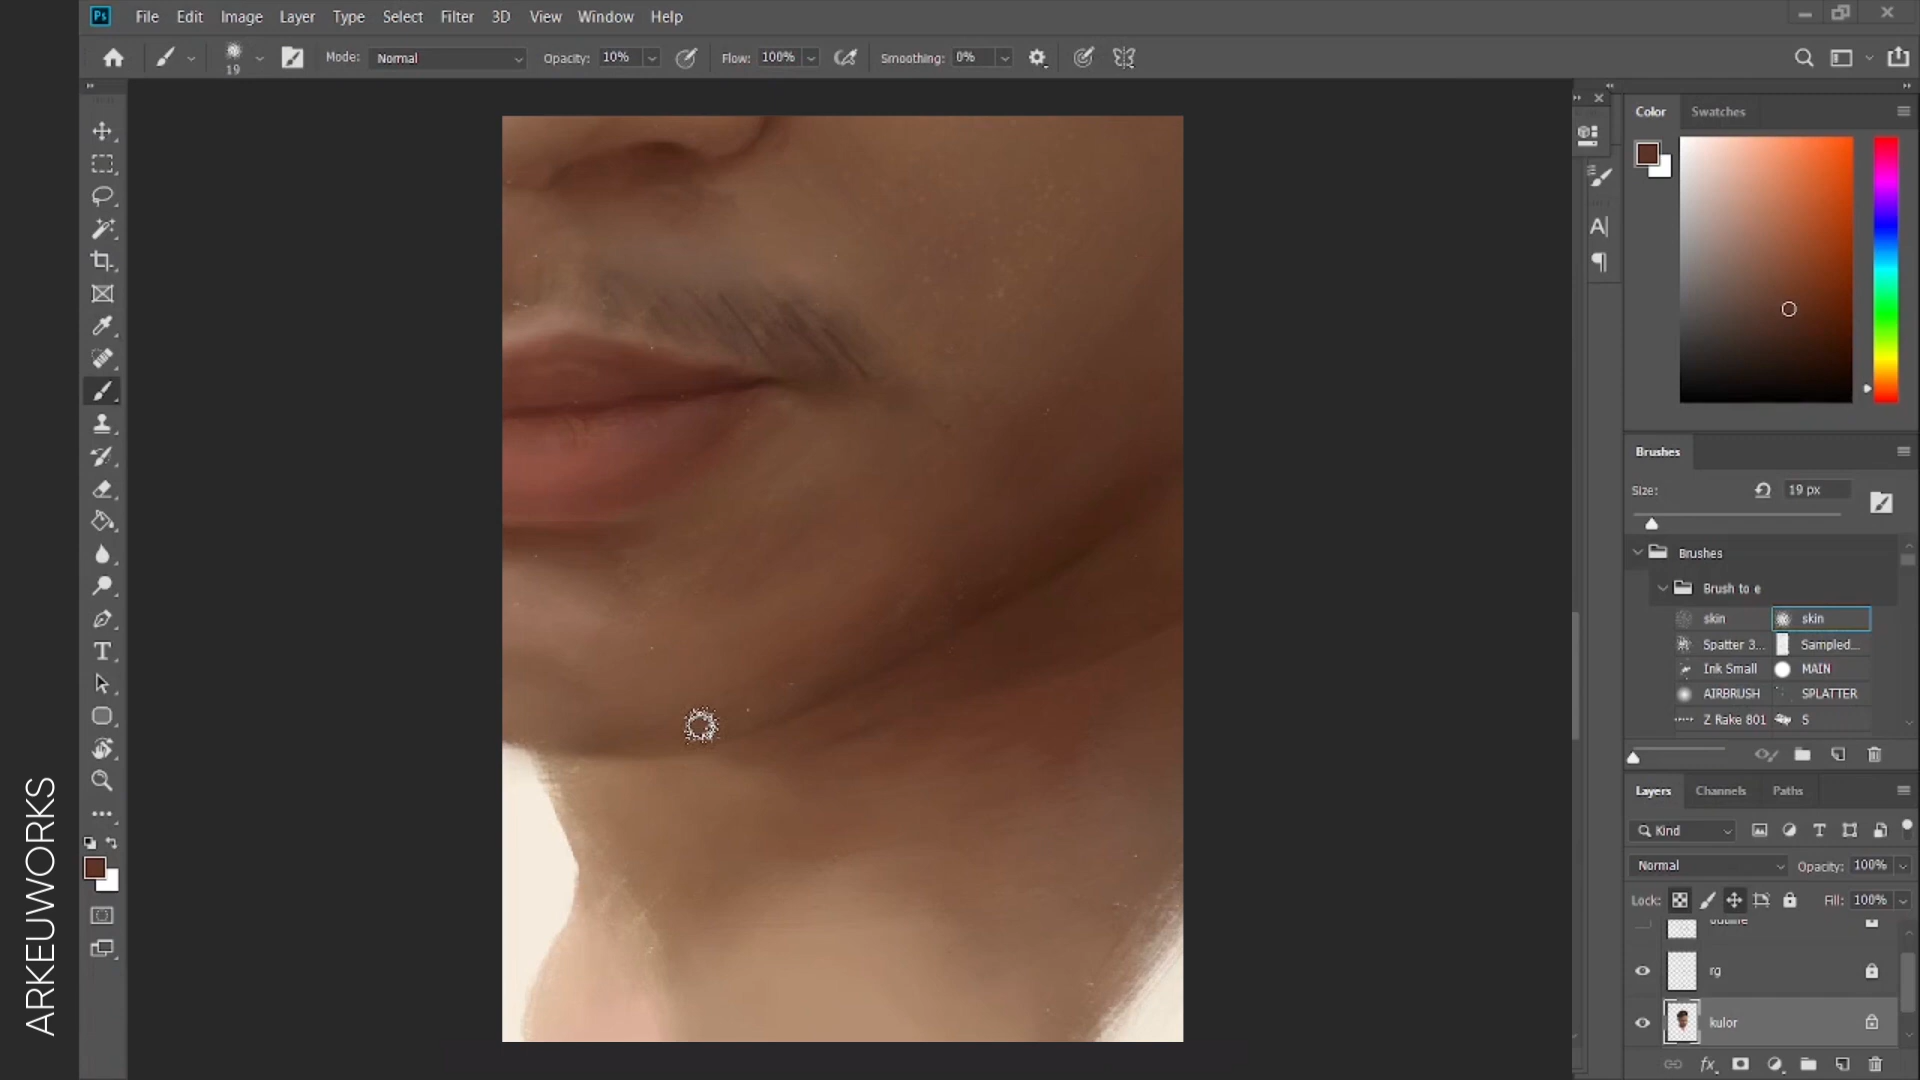 Ps File Edit Image Layer Type Select Filter 3D View Window Help
19 Mode: Normal Opacity: 10% Flow: 100% Smoothing: 0%
Color Swatches
Brushes
Size: 19 px
Brushes
Brush to e
skin skin
Spatter 3... Sampled...
Ink Small MAIN
AIRBRUSH SPLATTER
Z Rake 801 S
Layers Channels Paths
Kind
Normal Opacity: 100%
Lock: Fill: 100%
outline
rg
kulor
fx
ARKEUWORKS